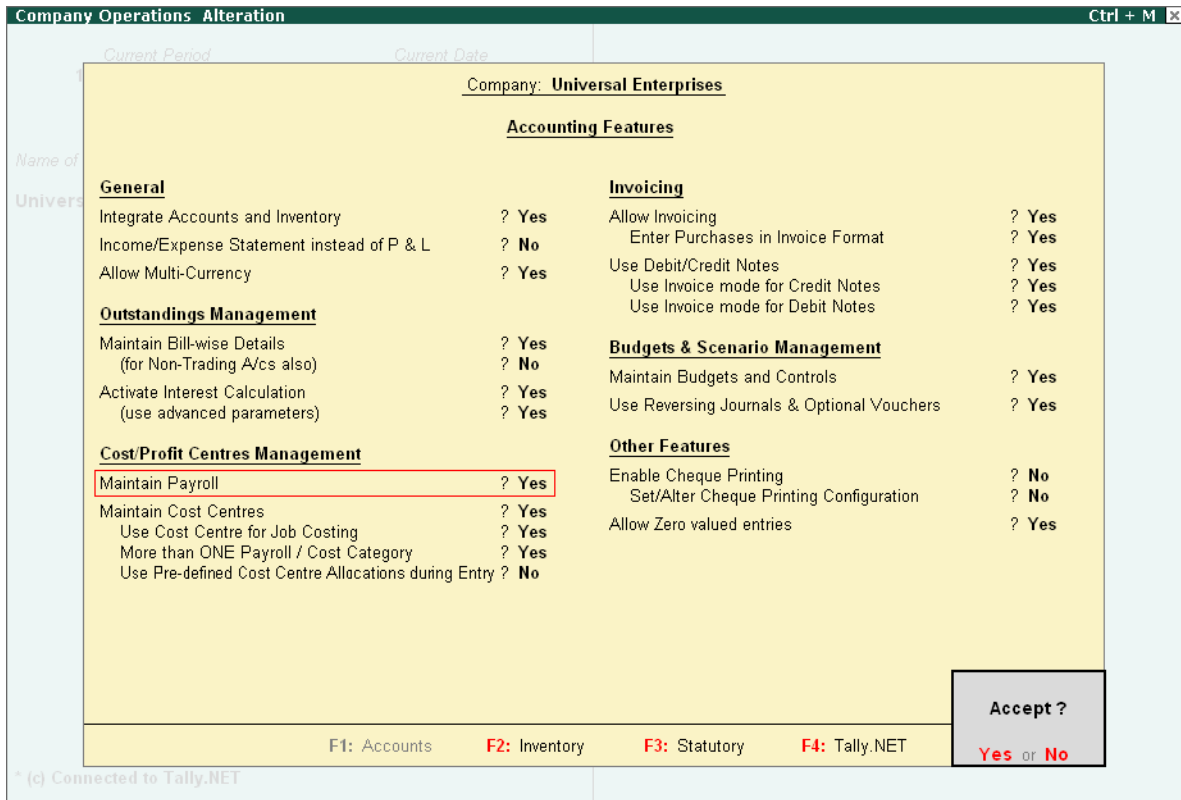 Company Operations Alteration Ctrl + M
Current Period Current Date
1
Company: Universal Enterprises
Accounting Features
Name of
Univers
General
Integrate Accounts and Inventory ? Yes
Income/Expense Statement instead of P & L ? No
Allow Multi-Currency ? Yes
Outstandings Management
Maintain Bill-wise Details ? Yes
(for Non-Trading A/cs also) ? No
Activate Interest Calculation ? Yes
(use advanced parameters) ? Yes
Cost/Profit Centres Management
Maintain Payroll ? Yes
Maintain Cost Centres ? Yes
Use Cost Centre for Job Costing ? Yes
More than ONE Payroll / Cost Category ? Yes
Use Pre-defined Cost Centre Allocations during Entry ? No
Invoicing
Allow Invoicing ? Yes
Enter Purchases in Invoice Format ? Yes
Use Debit/Credit Notes ? Yes
Use Invoice mode for Credit Notes ? Yes
Use Invoice mode for Debit Notes ? Yes
Budgets & Scenario Management
Maintain Budgets and Controls ? Yes
Use Reversing Journals & Optional Vouchers ? Yes
Other Features
Enable Cheque Printing ? No
Set/Alter Cheque Printing Configuration ? No
Allow Zero valued entries ? Yes
F1: Accounts F2: Inventory F3: Statutory F4: Tally.NET
Accept ?
Yes or No
* (c) Connected to Tally.NET